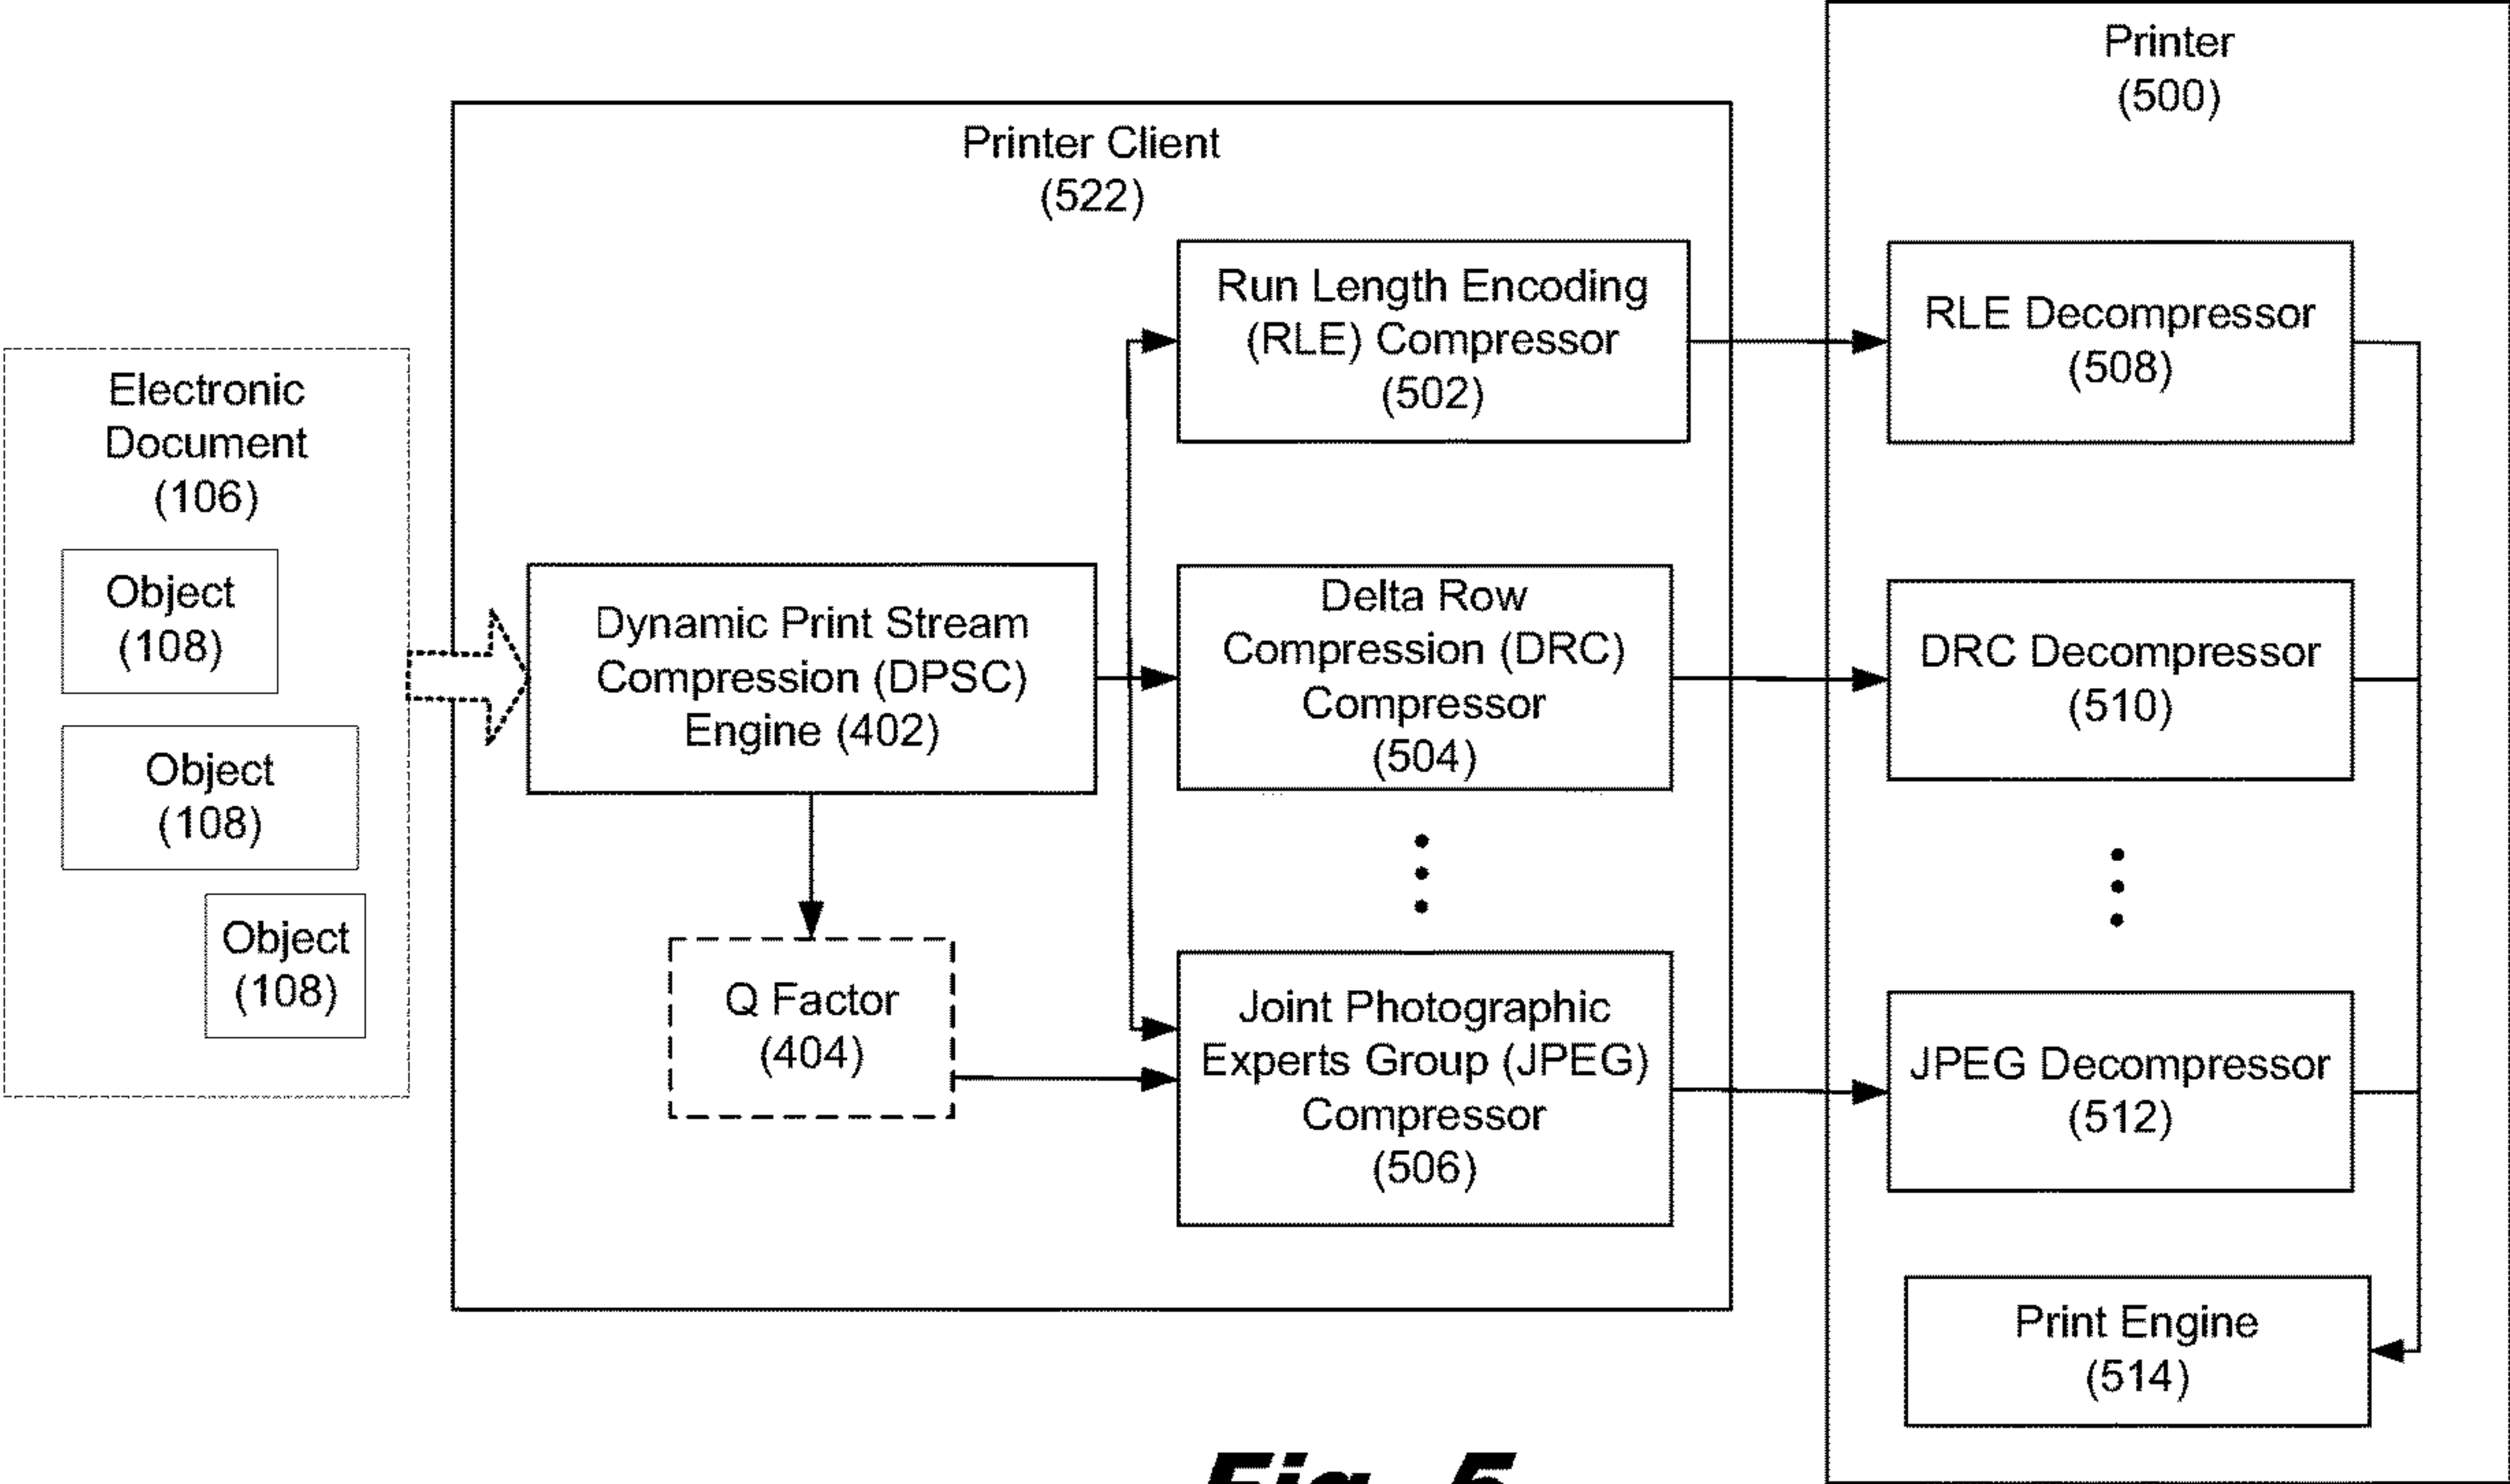 Printer
(500)
Printer Client
(522)
Electronic
Document
(106)
Object
(108)
Object
(108)
Object
(108)
Dynamic Print Stream
Compression (DPSC)
Engine (402)
Q Factor
(404)
Run Length Encoding
(RLE) Compressor
(502)
Delta Row
Compression (DRC)
Compressor
(504)
Joint Photographic
Experts Group (JPEG)
Compressor
(506)
RLE Decompressor
(508)
DRC Decompressor
(510)
JPEG Decompressor
(512)
Print Engine
(514)
Fig. 5